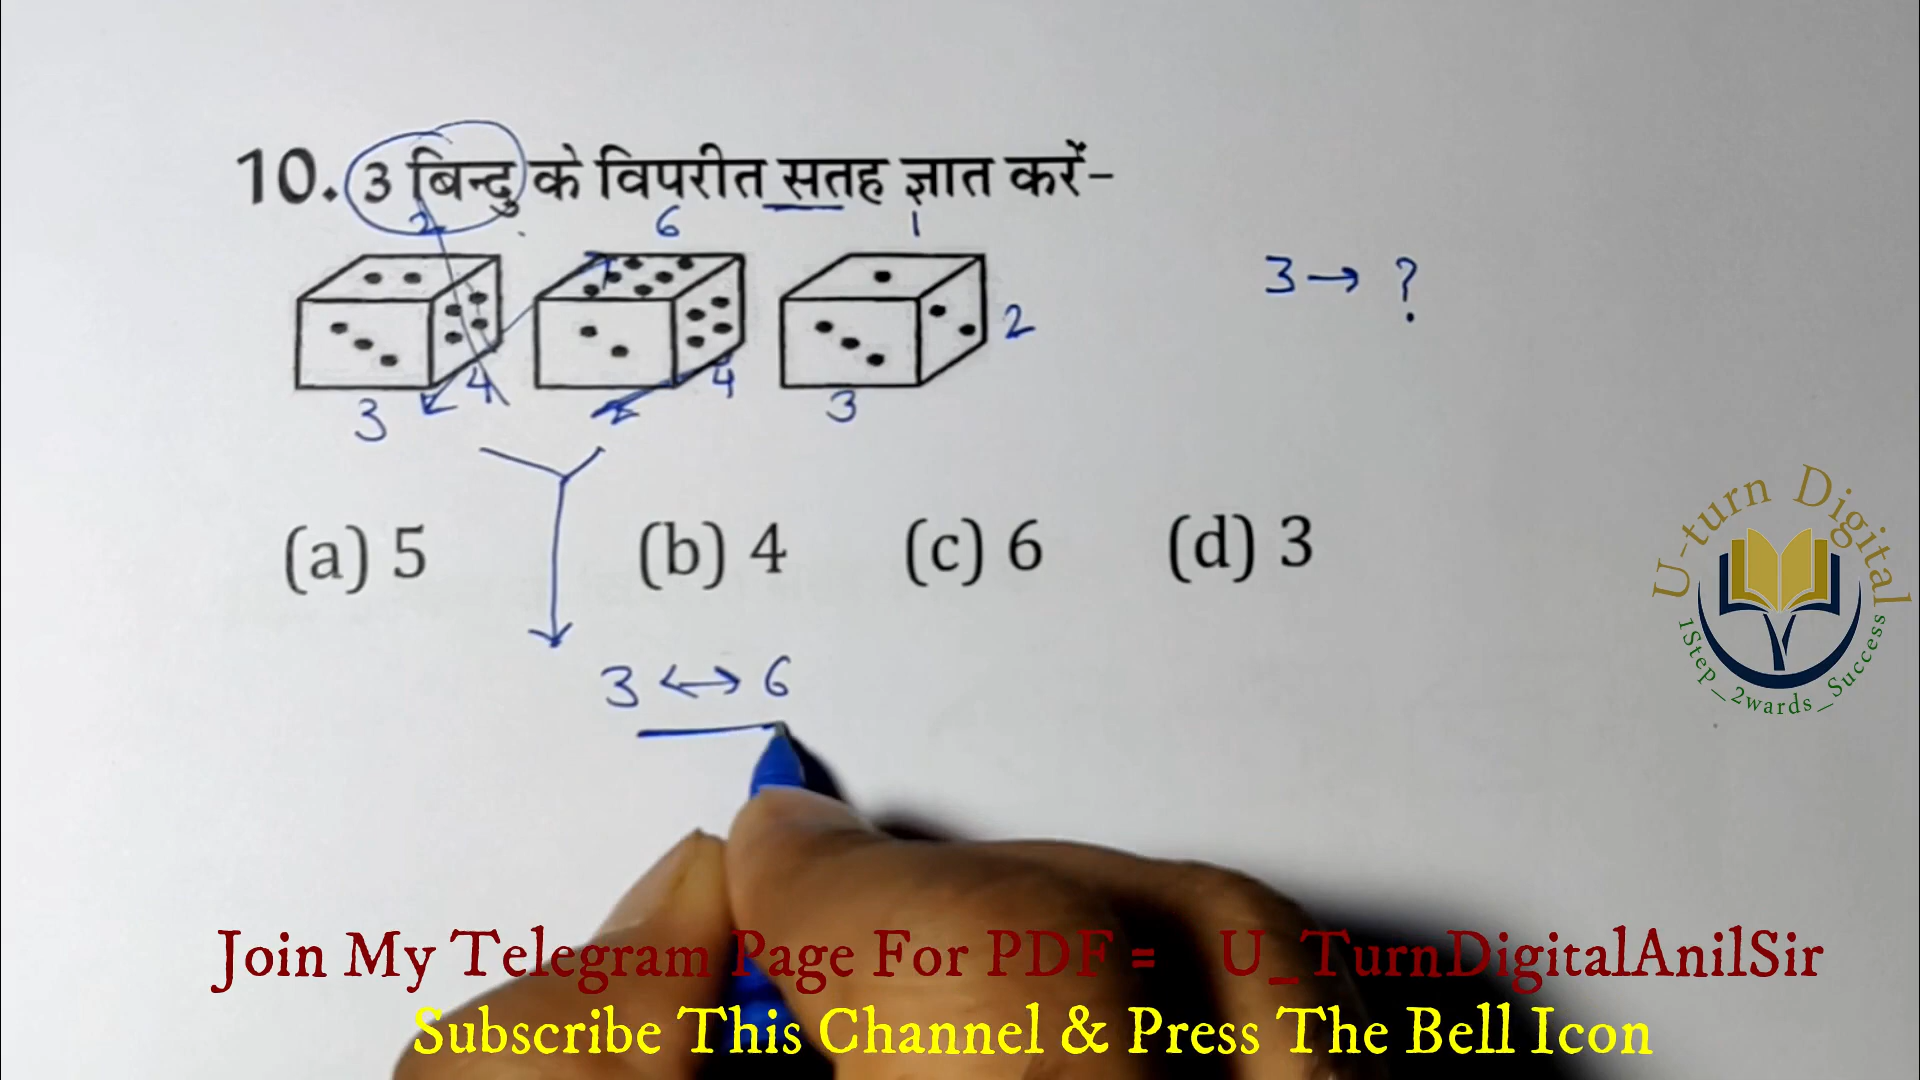 10. 3 बिन्दु के विपरीत सतह ज्ञात करें-
2 6 1
3 → ?
2
4 4
3 3
(a) 5 (b) 4 (c) 6 (d) 3
3 ↔ 6
U-turn Digital
1Step_2wards_Success
Join My Telegram Page For PDF = U_TurnDigitalAnilSir
Subscribe This Channel & Press The Bell Icon